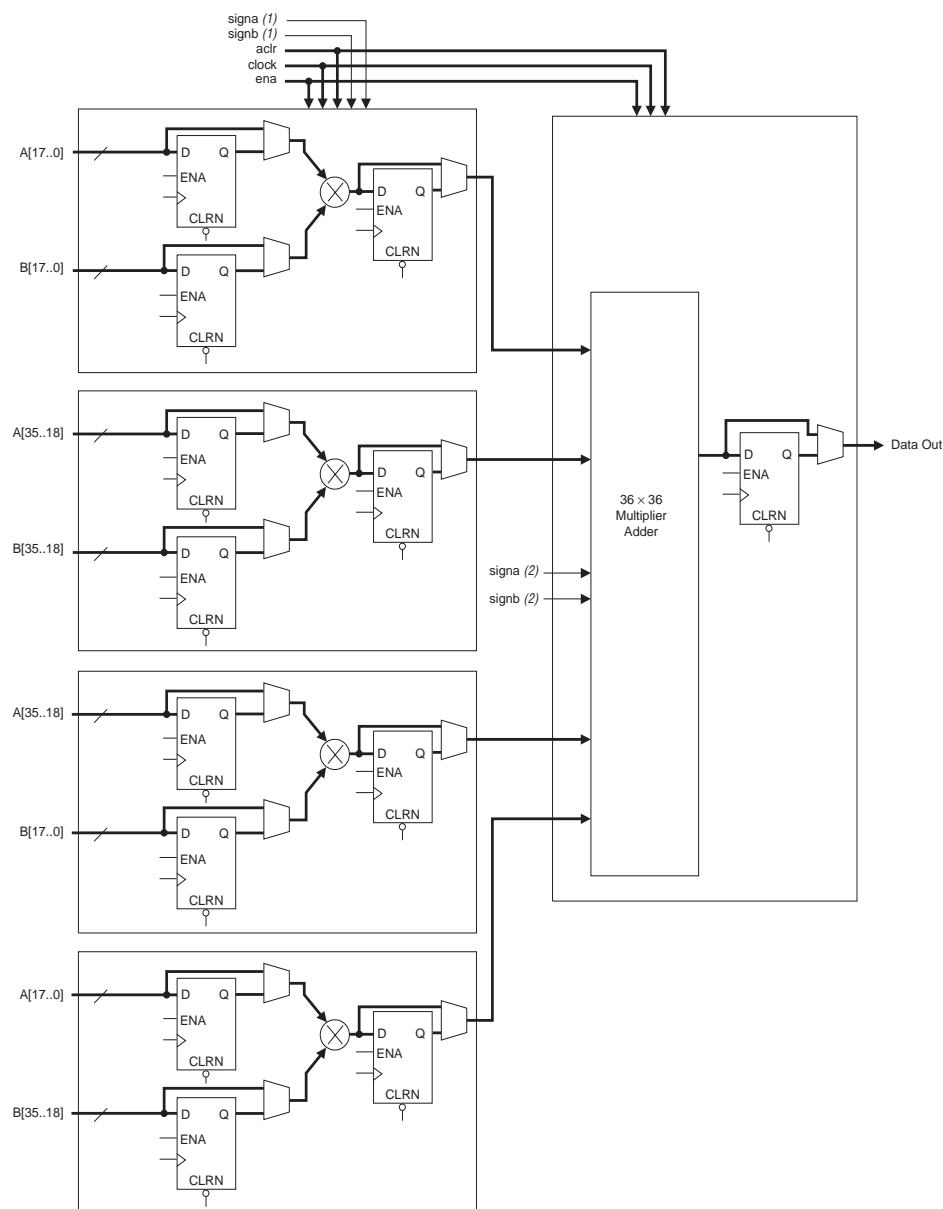 signa (1)
signb (1)
aclr
clock
ena
A[17..0]
D Q
ENA
CLRN
D Q
ENA
CLRN
B[17..0]
D Q
ENA
CLRN
A[35..18]
D Q
ENA
CLRN
D Q
ENA
CLRN
B[35..18]
D Q
ENA
CLRN
36 × 36
Multiplier
Adder
signa (2)
signb (2)
D Q
ENA
CLRN
Data Out
A[35..18]
D Q
ENA
CLRN
D Q
ENA
CLRN
B[17..0]
D Q
ENA
CLRN
A[17..0]
D Q
ENA
CLRN
D Q
ENA
CLRN
B[35..18]
D Q
ENA
CLRN